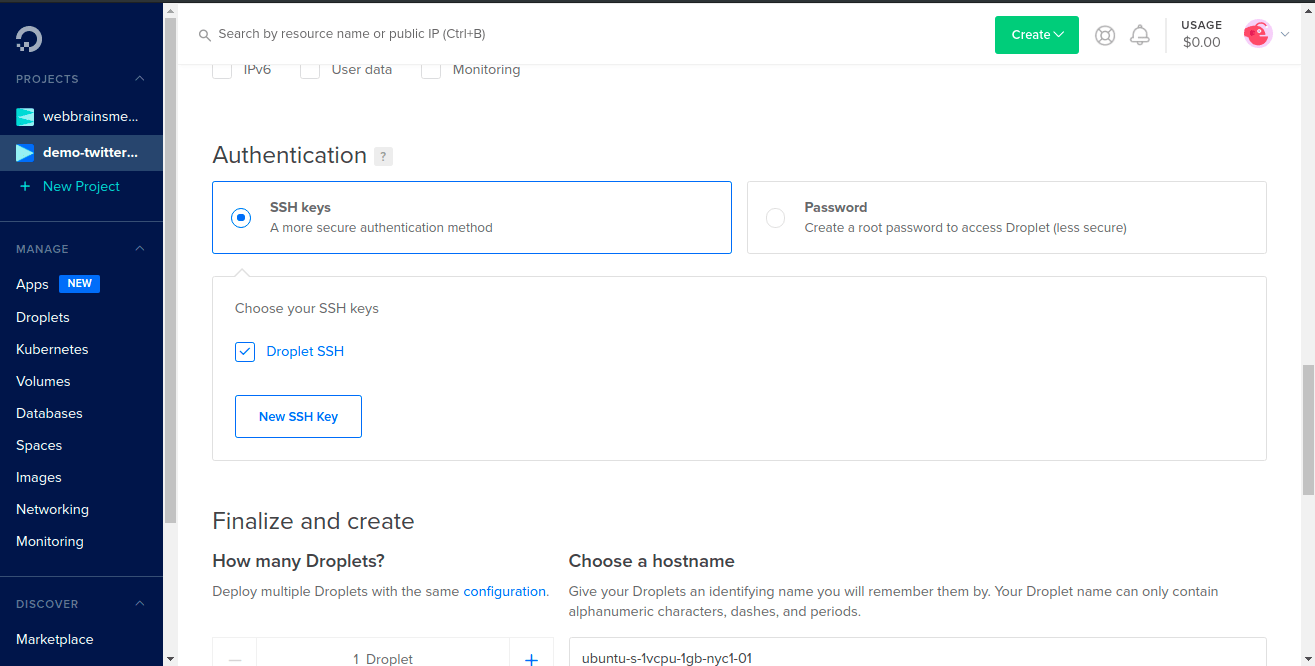 Search by resource name or public IP (Ctrl+B)
Create
USAGE
$0.00
PROJECTS
webbrainsme...
demo-twitter...
+ New Project
MANAGE
Apps NEW
Droplets
Kubernetes
Volumes
Databases
Spaces
Images
Networking
Monitoring
DISCOVER
Marketplace
IPv6 User data Monitoring
Authentication ?
SSH keys
A more secure authentication method
Password
Create a root password to access Droplet (less secure)
Choose your SSH keys
Droplet SSH
New SSH Key
Finalize and create
How many Droplets?
Deploy multiple Droplets with the same configuration.
— 1 Droplet +
Choose a hostname
Give your Droplets an identifying name you will remember them by. Your Droplet name can only contain
alphanumeric characters, dashes, and periods.
ubuntu-s-1vcpu-1gb-nyc1-01